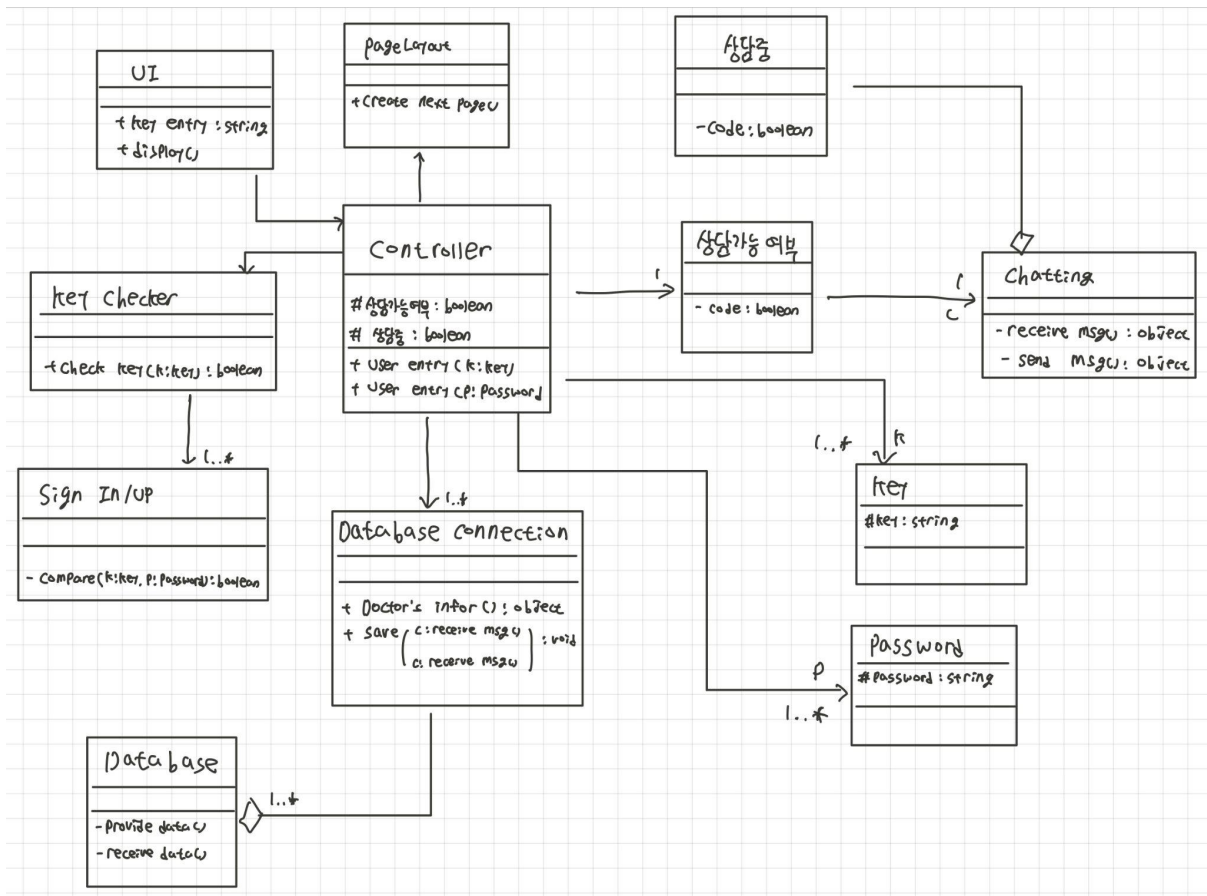 UI
+ key entry : string
+ display()
pageLayout
+ Create next page()
상담중
- code : boolean
Controller
# 상담가능여부 : boolean
# 상담중 : boolean
+ User entry (k:key)
+ User entry (P: Password
1
상담가능 여부
- code : boolean
1
c
Chatting
- receive msg() : object
- send msg() : object
key checker
+ Check key(k:key) : boolean
1..*
Sign In/UP
- Compare(k:key, P:Password):boolean
1..*
Database connection
+ Doctor's infor () : object
+ save ( c:receive msg()
c: receive msg() ) : void
1..*
k
key
#key : string
P
1..*
Password
#Password : string
Database
- Provide data()
- receive data()
1..*